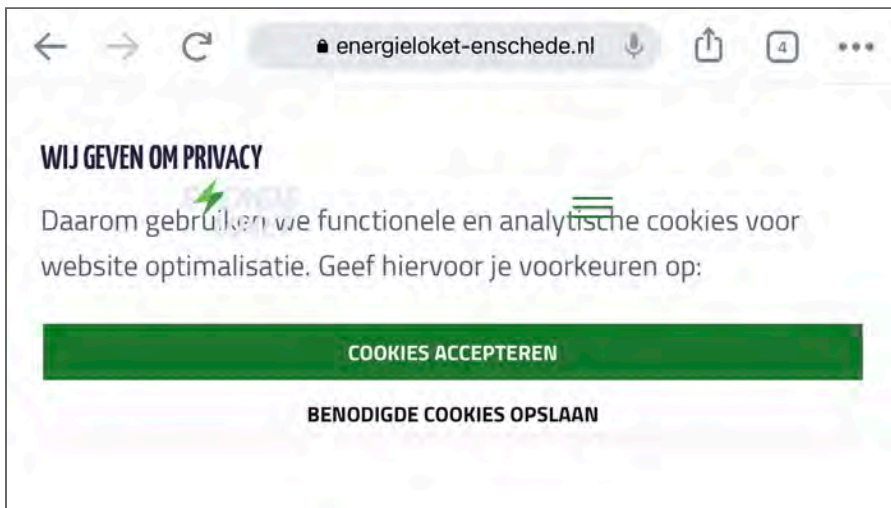 energieloket-enschede.nl
4
WIJ GEVEN OM PRIVACY
Daarom gebruiken we functionele en analytische cookies voor
website optimalisatie. Geef hiervoor je voorkeuren op:
COOKIES ACCEPTEREN
BENODIGDE COOKIES OPSLAAN